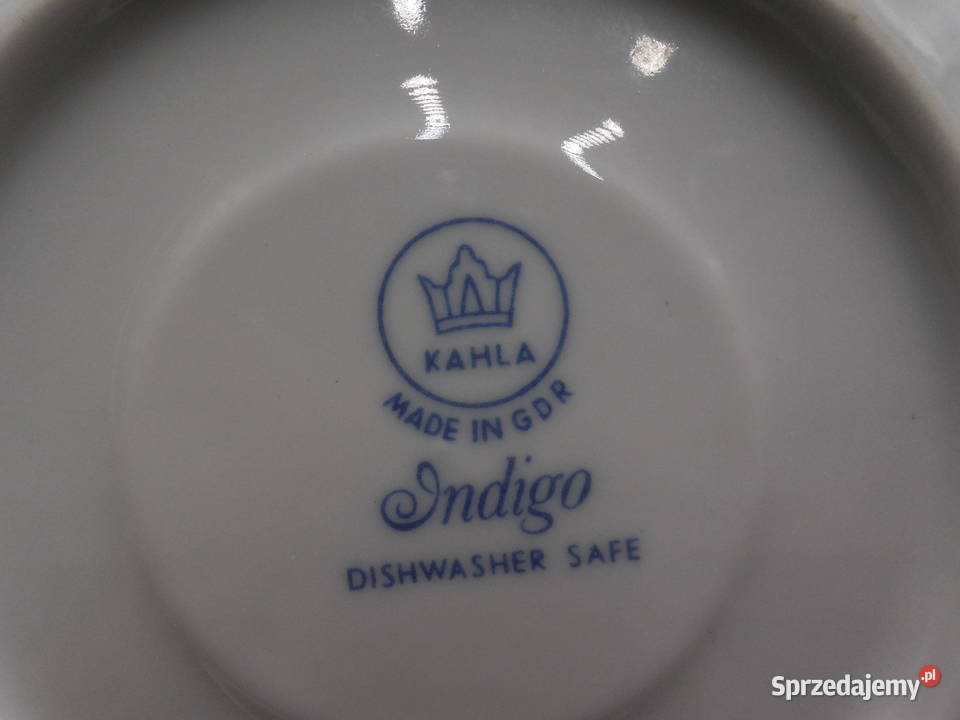 KAHLA
MADE IN GDR
Indigo
DISHWASHER SAFE
Sprzedajemy.pl